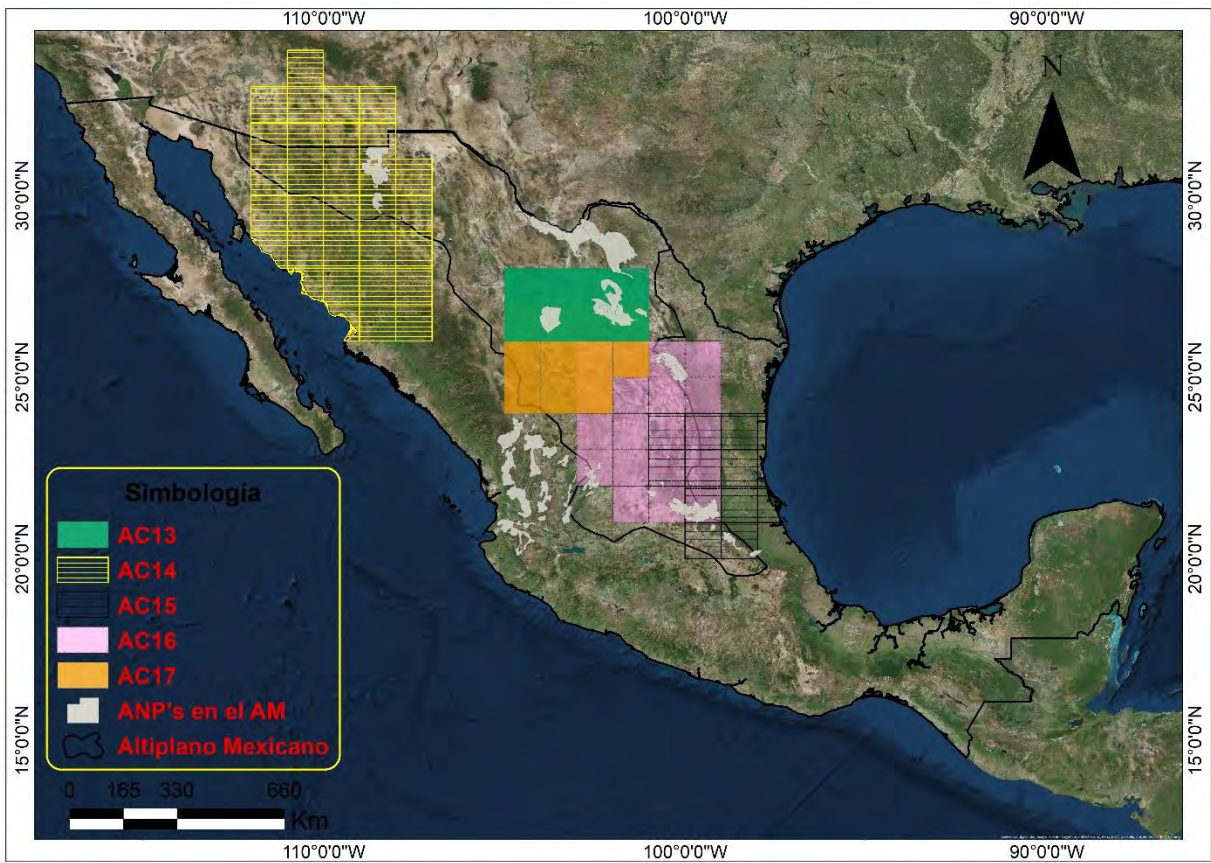 110°0'0"W 100°0'0"W 90°0'0"W
N
30°0'0"N 30°0'0"N
25°0'0"N 25°0'0"N
20°0'0"N 20°0'0"N
15°0'0"N 15°0'0"N
Simbología
AC13
AC14
AC15
AC16
AC17
ANP's en el AM
Altiplano Mexicano
0 165 330 660
Km
110°0'0"W 100°0'0"W 90°0'0"W